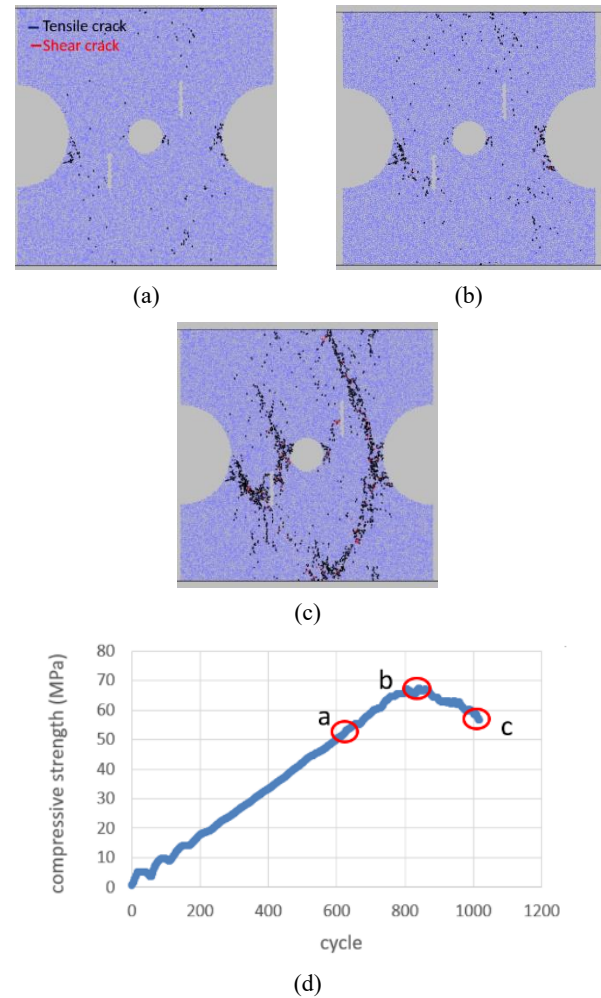 Tensile crack
Shear crack
(a)
(b)
(c)
compressive strength (MPa)
80
70
60
50
40
30
20
10
0
a
b
c
0 200 400 600 800 1000 1200
cycle
(d)